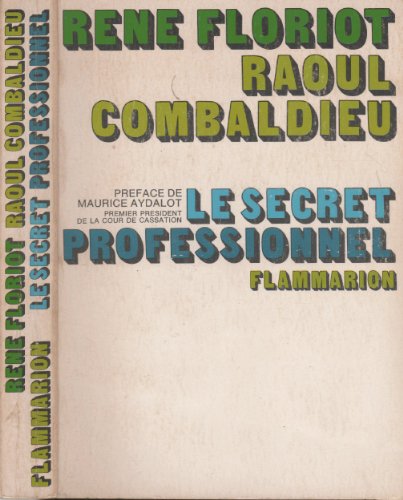 RENE FLORIOT
RAOUL
COMBALDIEU
PREFACE DE
MAURICE AYDALOT
PREMIER PRESIDENT
DE LA COUR DE CASSATION
LE SECRET
PROFESSIONNEL
FLAMMARION
RENE FLORIOT RAOUL COMBALDIEU
FLAMMARION LE SECRET PROFESSIONNEL